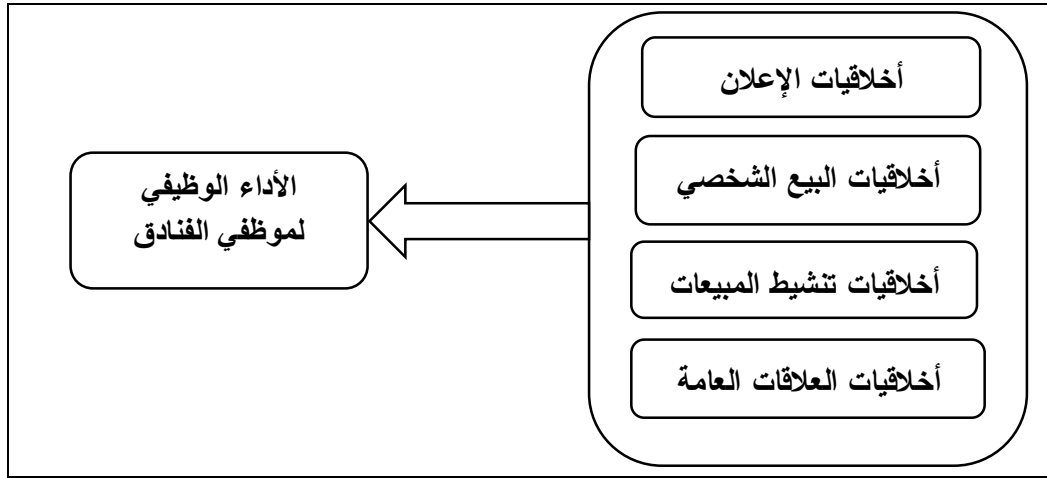 أخلاقيات الإعلان
أخلاقيات البيع الشخصي
أخلاقيات تنشيط المبيعات
أخلاقيات العلاقات العامة
الأداء الوظيفي
لموظفي الفنادق